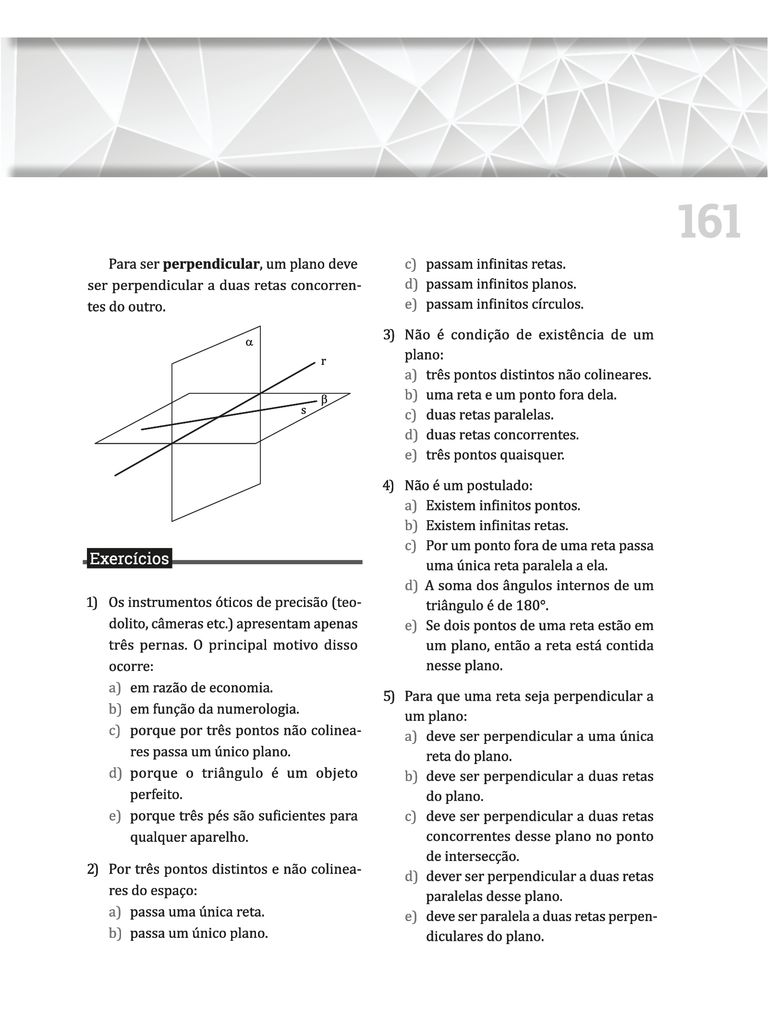 161
Para ser perpendicular, um plano deve
ser perpendicular a duas retas concorren-
tes do outro.
α
r
β
s
Exercícios
1) Os instrumentos óticos de precisão (teo-
dolito, câmeras etc.) apresentam apenas
três pernas. O principal motivo disso
ocorre:
a) em razão de economia.
b) em função da numerologia.
c) porque por três pontos não colinea-
res passa um único plano.
d) porque o triângulo é um objeto
perfeito.
e) porque três pés são suficientes para
qualquer aparelho.
2) Por três pontos distintos e não colinea-
res do espaço:
a) passa uma única reta.
b) passa um único plano.
c) passam infinitas retas.
d) passam infinitos planos.
e) passam infinitos círculos.
3) Não é condição de existência de um
plano:
a) três pontos distintos não colineares.
b) uma reta e um ponto fora dela.
c) duas retas paralelas.
d) duas retas concorrentes.
e) três pontos quaisquer.
4) Não é um postulado:
a) Existem infinitos pontos.
b) Existem infinitas retas.
c) Por um ponto fora de uma reta passa
uma única reta paralela a ela.
d) A soma dos ângulos internos de um
triângulo é de 180°.
e) Se dois pontos de uma reta estão em
um plano, então a reta está contida
nesse plano.
5) Para que uma reta seja perpendicular a
um plano:
a) deve ser perpendicular a uma única
reta do plano.
b) deve ser perpendicular a duas retas
do plano.
c) deve ser perpendicular a duas retas
concorrentes desse plano no ponto
de intersecção.
d) dever ser perpendicular a duas retas
paralelas desse plano.
e) deve ser paralela a duas retas perpen-
diculares do plano.